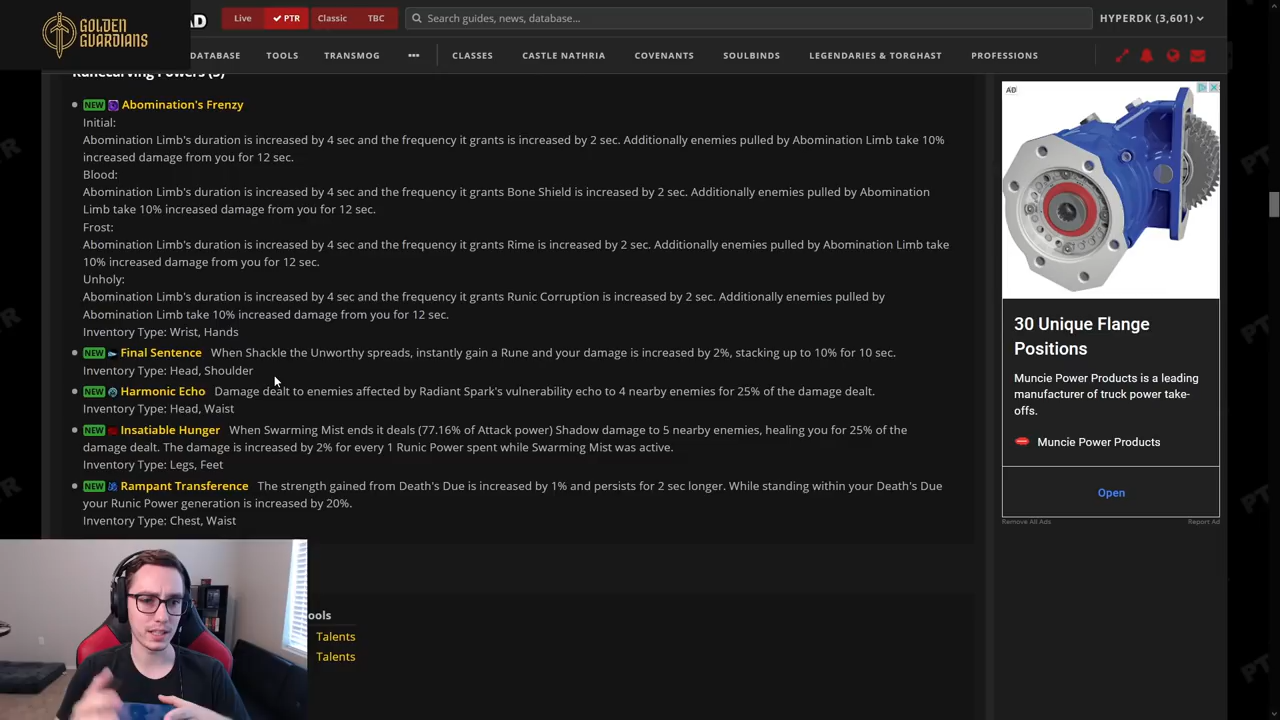 GOLDEN
GUARDIANS
Live
PTR
Classic
TBC
Search guides, news, database...
HYPERDK (3,601)
DATABASE
TOOLS
TRANSMOG
CLASSES
CASTLE NATHRIA
COVENANTS
SOULBINDS
LEGENDARIES & TORGHAST
PROFESSIONS
NEW Abomination's Frenzy
Initial:
Abomination Limb's duration is increased by 4 sec and the frequency it grants is increased by 2 sec. Additionally enemies pulled by Abomination Limb take 10%
increased damage from you for 12 sec.
Blood:
Abomination Limb's duration is increased by 4 sec and the frequency it grants Bone Shield is increased by 2 sec. Additionally enemies pulled by Abomination
Limb take 10% increased damage from you for 12 sec.
Frost:
Abomination Limb's duration is increased by 4 sec and the frequency it grants Rime is increased by 2 sec. Additionally enemies pulled by Abomination Limb take
10% increased damage from you for 12 sec.
Unholy:
Abomination Limb's duration is increased by 4 sec and the frequency it grants Runic Corruption is increased by 2 sec. Additionally enemies pulled by
Abomination Limb take 10% increased damage from you for 12 sec.
Inventory Type: Wrist, Hands
NEW Final Sentence When Shackle the Unworthy spreads, instantly gain a Rune and your damage is increased by 2%, stacking up to 10% for 10 sec.
Inventory Type: Head, Shoulder
NEW Harmonic Echo Damage dealt to enemies affected by Radiant Spark's vulnerability echo to 4 nearby enemies for 25% of the damage dealt.
Inventory Type: Head, Waist
NEW Insatiable Hunger When Swarming Mist ends it deals (77.16% of Attack power) Shadow damage to 5 nearby enemies, healing you for 25% of the
damage dealt. The damage is increased by 2% for every 1 Runic Power spent while Swarming Mist was active.
Inventory Type: Legs, Feet
NEW Rampant Transference The strength gained from Death's Due is increased by 1% and persists for 2 sec longer. While standing within your Death's Due
your Runic Power generation is increased by 20%.
Inventory Type: Chest, Waist
ools
Talents
Talents
AD
30 Unique Flange
Positions
Muncie Power Products is a leading
manufacturer of truck power take-
offs.
Muncie Power Products
Open
Remove All Ads
Report Ad